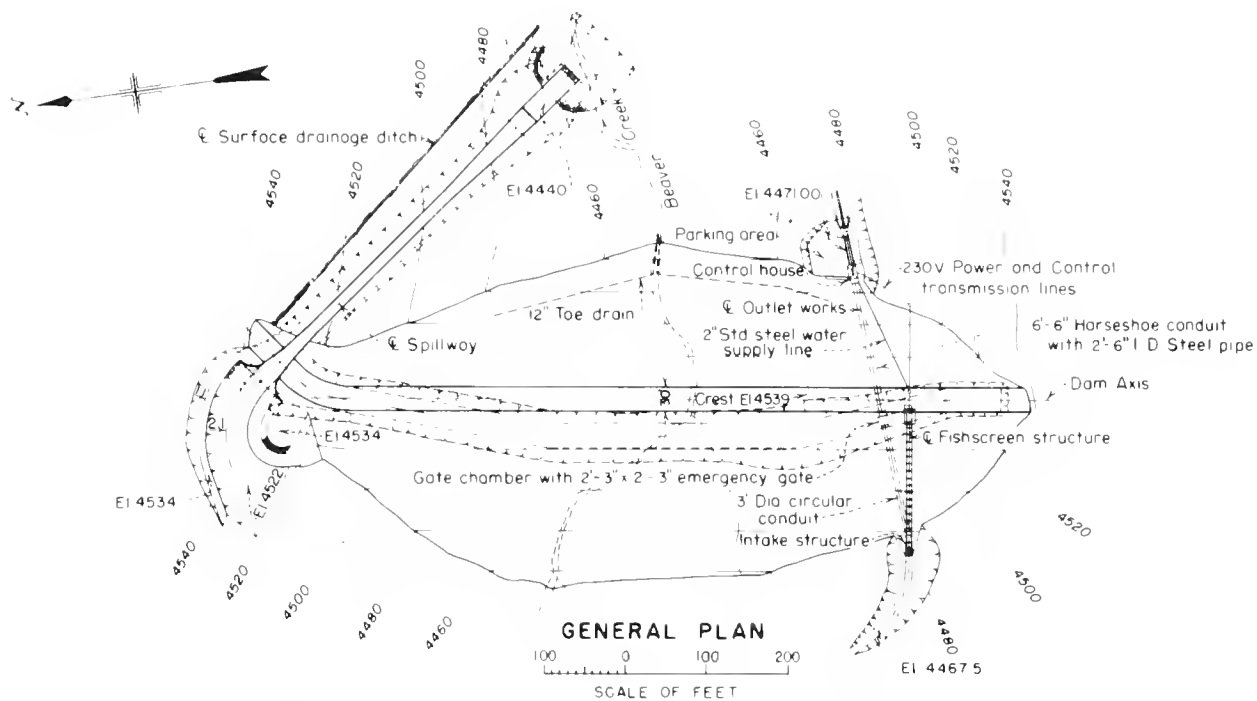 N
4480
4500
℄ Surface drainage ditch
4540
4520
El 4440
4460
Creek
Beaver
4460
4480
4500
4520
4540
El 4471.00
Parking area
Control house
230V Power and Control
transmission lines
℄ Outlet works
12" Toe drain
2" Std steel water
supply line
6'-6" Horseshoe conduit
with 2'-6" I D Steel pipe
℄ Spillway
Dam Axis
30'
Crest El 4539
2:1
El 4534
℄ Fishscreen structure
Gate chamber with 2'-3" x 2'-3" emergency gate
El 4534
El 4522
3' Dia circular
conduit
Intake structure
4540
4520
4500
4480
4460
4520
4500
4480
El 4467.5
GENERAL PLAN
100 0 100 200
SCALE OF FEET